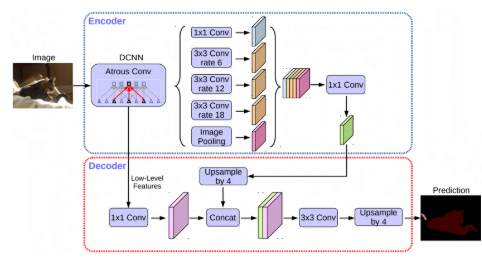 Encoder
Image
DCNN
Atrous Conv
1x1 Conv
3x3 Conv
rate 6
3x3 Conv
rate 12
3x3 Conv
rate 18
Image
Pooling
1x1 Conv
Decoder
Low-Level
Features
Upsample
by 4
Prediction
1x1 Conv
Concat
3x3 Conv
Upsample
by 4